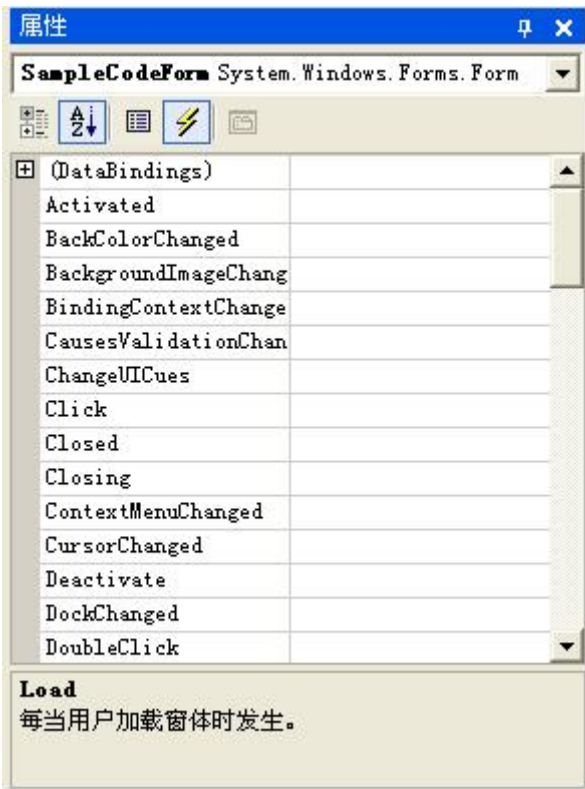 属性
SampleCodeForm System.Windows.Forms.Form
(DataBindings)
Activated
BackColorChanged
BackgroundImageChang
BindingContextChange
CausesValidationChan
ChangeUICues
Click
Closed
Closing
ContextMenuChanged
CursorChanged
Deactivate
DockChanged
DoubleClick
Load
每当用户加载窗体时发生。